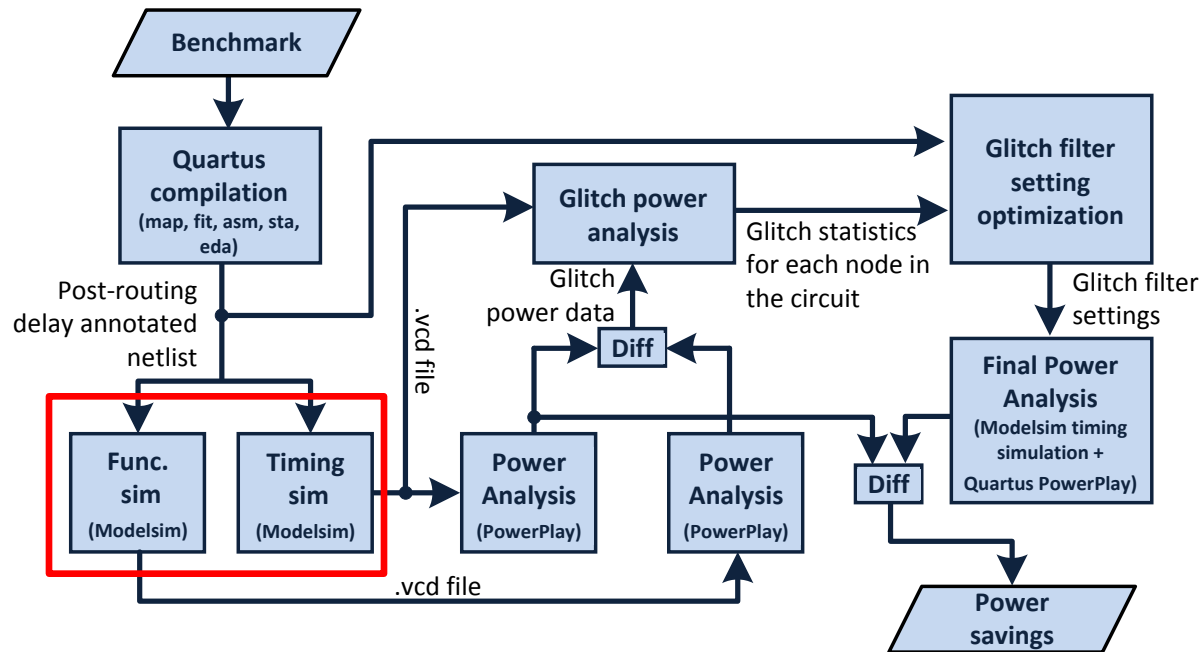 Benchmark
Quartus
compilation
(map, fit, asm, sta,
eda)
Post-routing
delay annotated
netlist
Func.
sim
(Modelsim)
Timing
sim
(Modelsim)
.vcd file
.vcd file
Power
Analysis
(PowerPlay)
Power
Analysis
(PowerPlay)
Diff
Glitch
power data
Glitch power
analysis
Glitch statistics
for each node in
the circuit
Glitch filter
setting
optimization
Glitch filter
settings
Final Power
Analysis
(Modelsim timing
simulation +
Quartus PowerPlay)
Diff
Power
savings